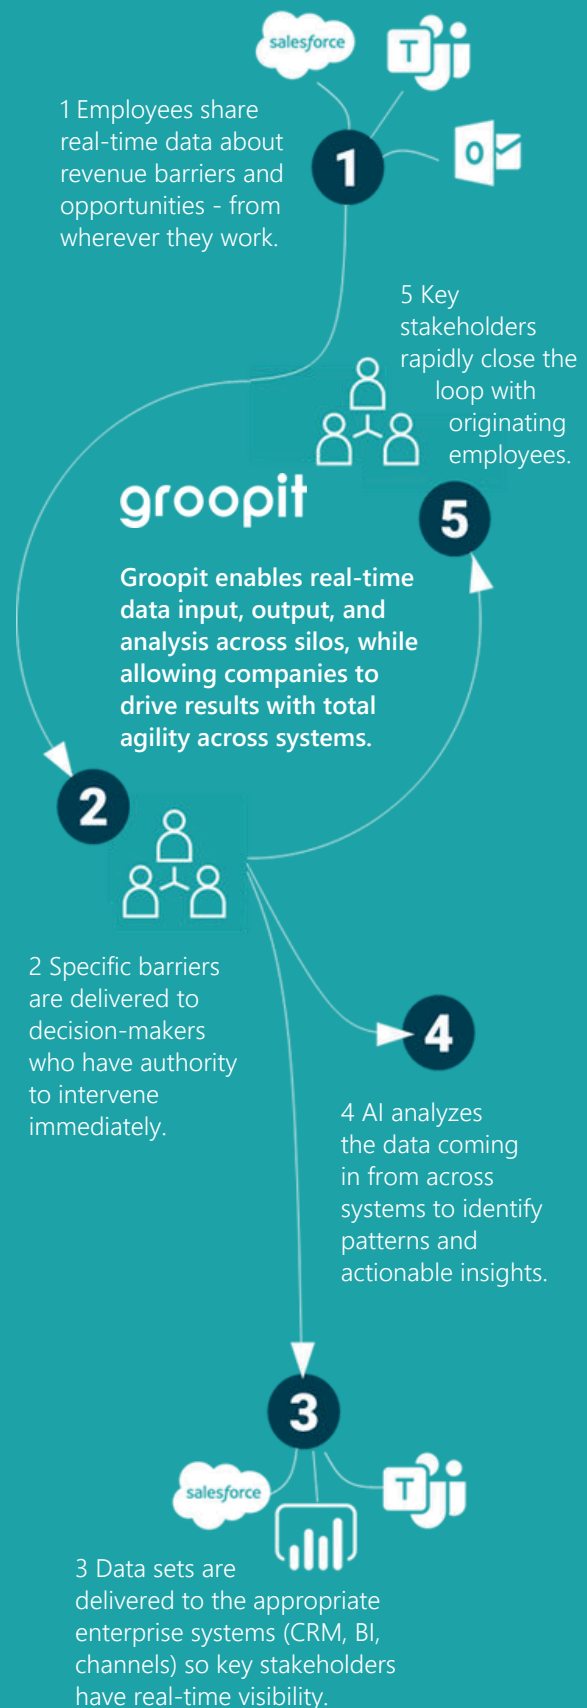 salesforce
T
1 Employees share
real-time data about
revenue barriers and
opportunities - from
wherever they work.
1
O
5 Key
stakeholders
rapidly close the
loop with
originating
employees.
5
groopit
Groopit enables real-time
data input, output, and
analysis across silos, while
allowing companies to
drive results with total
agility across systems.
2
2 Specific barriers
are delivered to
decision-makers
who have authority
to intervene
immediately.
4
4 AI analyzes
the data coming
in from across
systems to identify
patterns and
actionable insights.
3
salesforce
T
3 Data sets are
delivered to the appropriate
enterprise systems (CRM, BI,
channels) so key stakeholders
have real-time visibility.